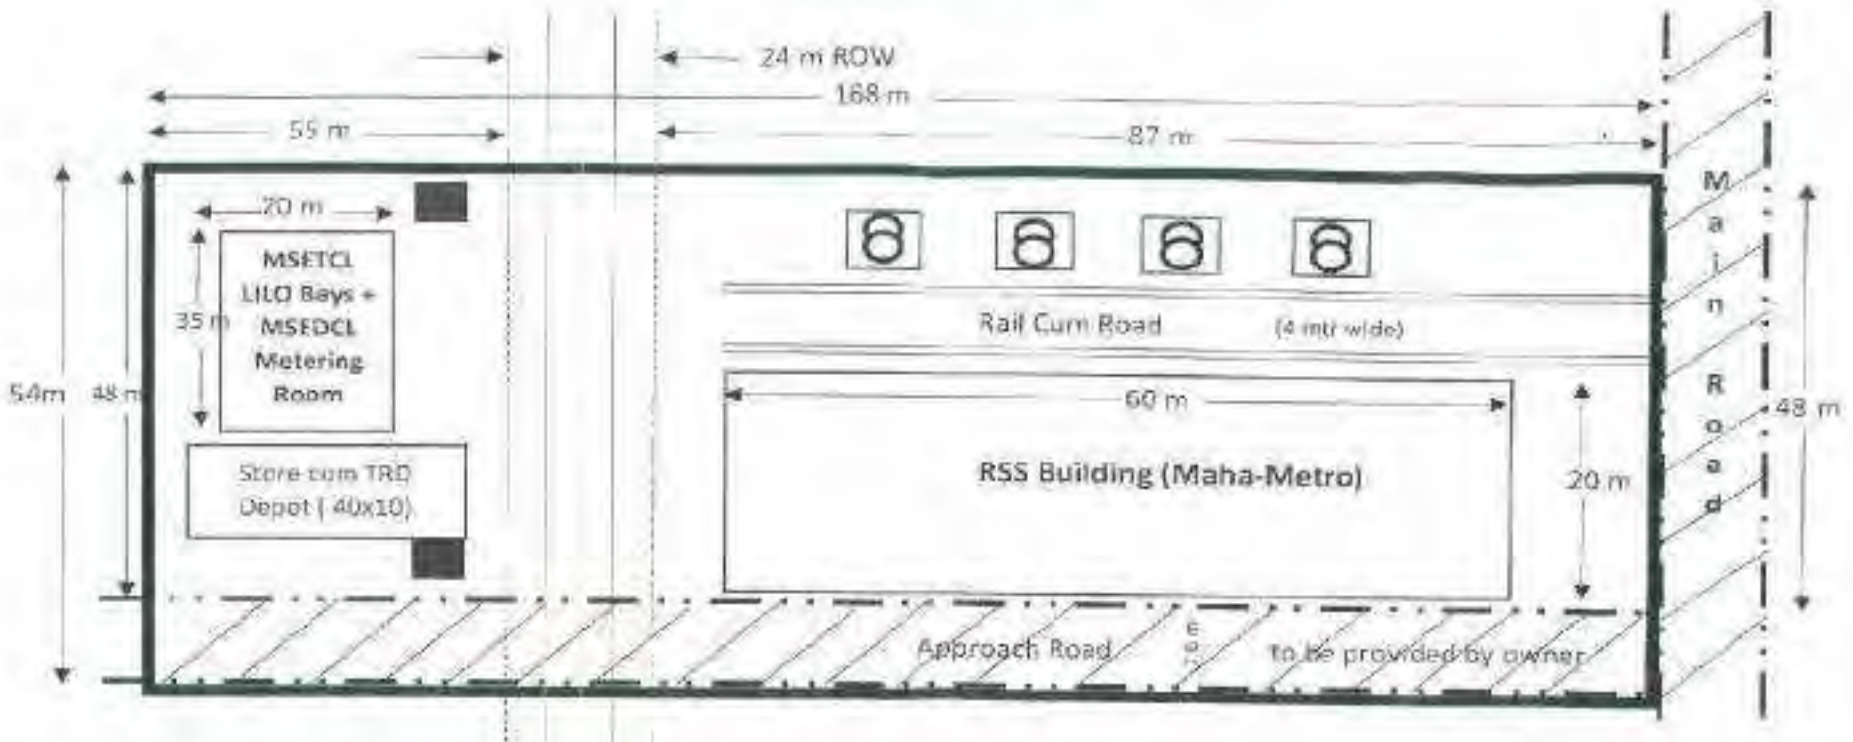 24 m ROW
168 m
55 m
87 m
20 m
MSETCL
LILO Bays +
MSEDCL
Metering
Room
35 m
Rail Cum Road (4 mtr wide)
54m
48 m
60 m
RSS Building (Maha-Metro)
20 m
48 m
Store cum TRD
Depot ( 40x10)
Approach Road
to be provided by owner
Main Road